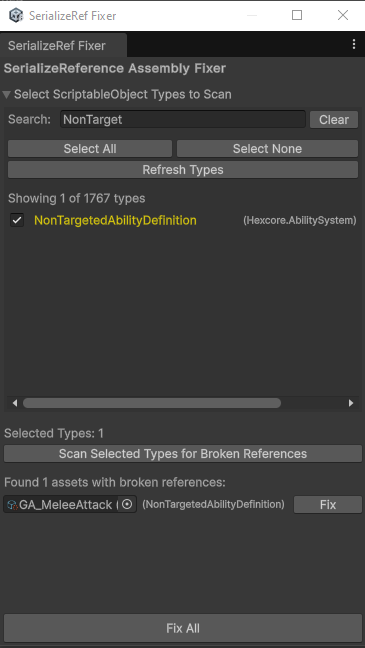 SerializeRef Fixer
SerializeRef Fixer
SerializeReference Assembly Fixer
Select ScriptableObject Types to Scan
Search: NonTarget Clear
Select All Select None
Refresh Types
Showing 1 of 1767 types
NonTargetedAbilityDefinition (Hexcore.AbilitySystem)
Selected Types: 1
Scan Selected Types for Broken References
Found 1 assets with broken references:
GA_MeleeAttack ( (NonTargetedAbilityDefinition) Fix
Fix All